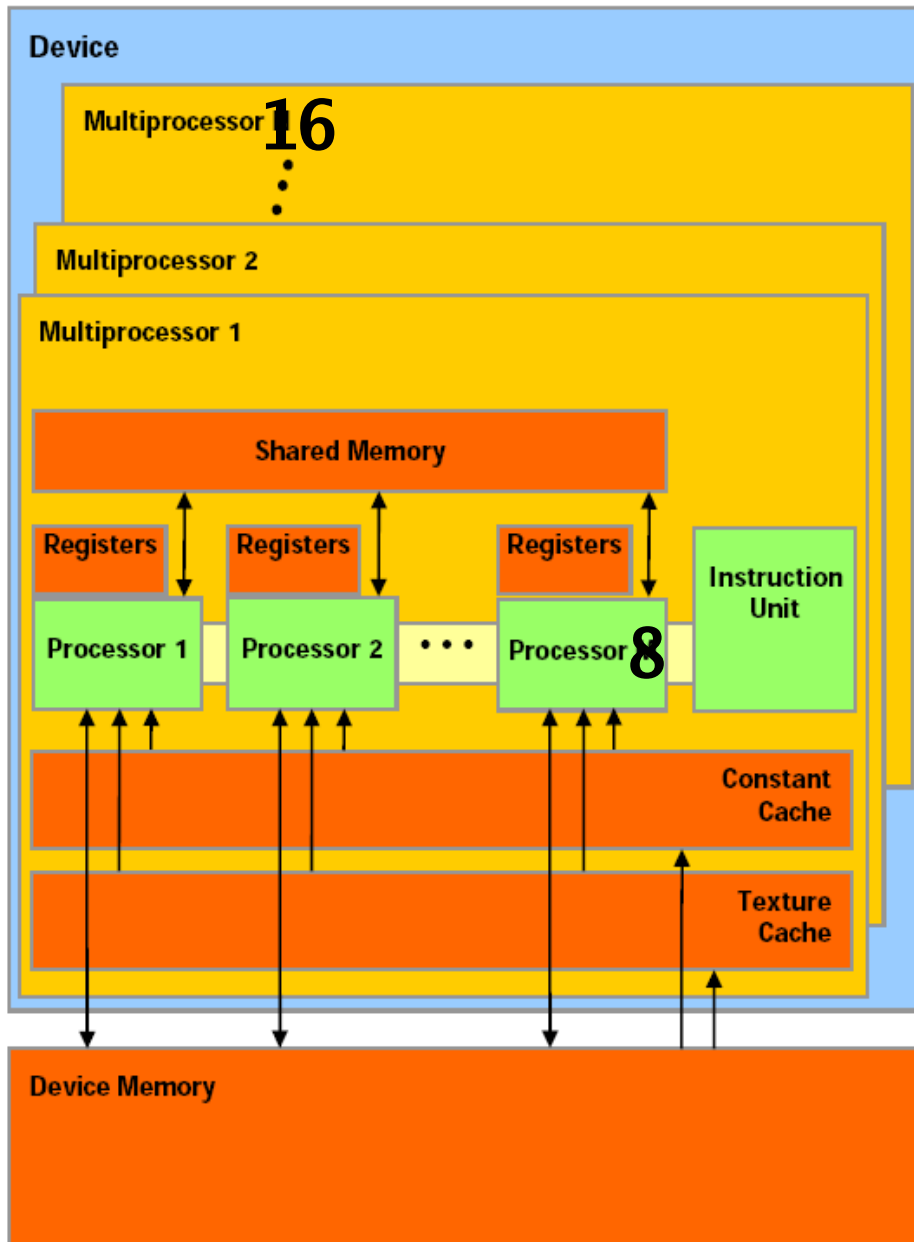 Device
Multiprocessor 16
Multiprocessor 2
Multiprocessor 1
Shared Memory
Registers Registers Registers
Instruction
Unit
Processor 1 Processor 2 Processor 8
Constant
Cache
Texture
Cache
Device Memory